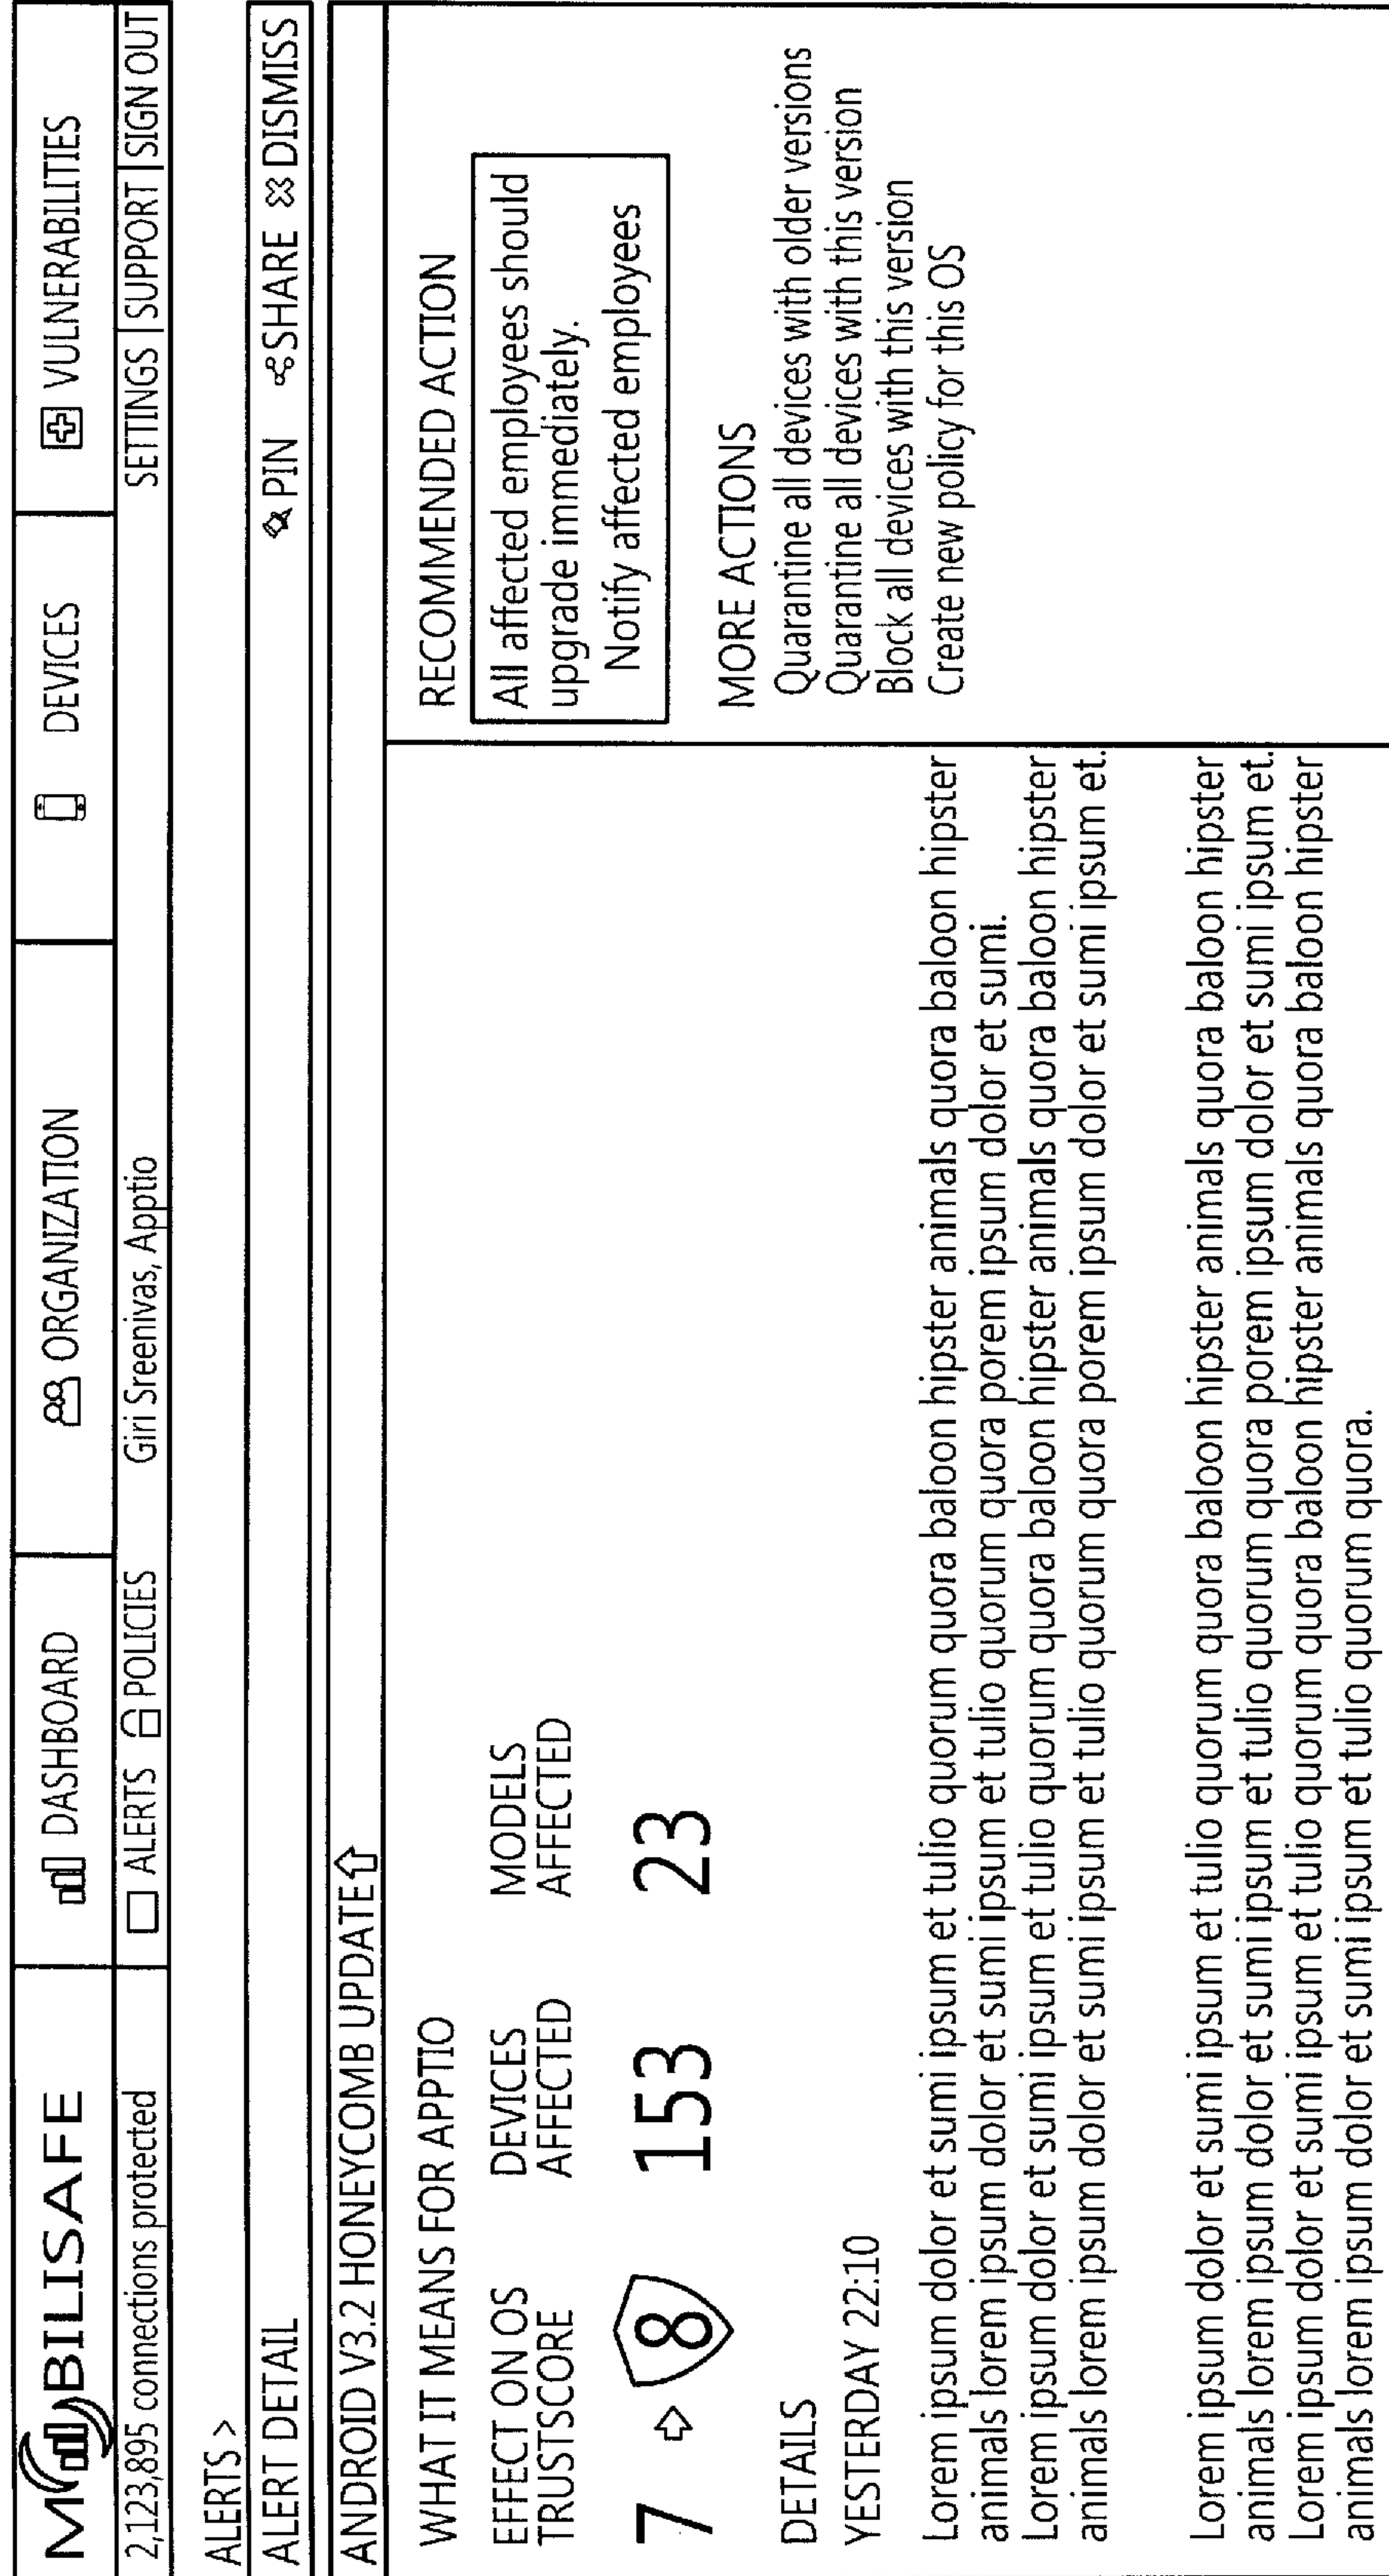 MOBILISAFE
DASHBOARD
ORGANIZATION
DEVICES
VULNERABILITIES
2,123,895 connections protected
ALERTS
POLICIES
Giri Sreenivas, Apptio
SETTINGS | SUPPORT | SIGN OUT
ALERTS >
ALERT DETAIL
PIN
SHARE
DISMISS
ANDROID V3.2 HONEYCOMB UPDATE
WHAT IT MEANS FOR APPTIO
EFFECT ON OS
TRUSTSCORE
7 8
DEVICES
AFFECTED
153
MODELS
AFFECTED
23
DETAILS
YESTERDAY 22:10
Lorem ipsum dolor et sumi ipsum et tulio quorum quora baloon hipster animals quora baloon hipster
animals lorem ipsum dolor et sumi ipsum et tulio quorum quora porem ipsum dolor et sumi.
Lorem ipsum dolor et sumi ipsum et tulio quorum quora baloon hipster animals quora baloon hipster
animals lorem ipsum dolor et sumi ipsum et tulio quorum quora porem ipsum dolor et sumi ipsum et.
Lorem ipsum dolor et sumi ipsum et tulio quorum quora baloon hipster animals quora baloon hipster
animals lorem ipsum dolor et sumi ipsum et tulio quorum quora porem ipsum dolor et sumi ipsum et.
Lorem ipsum dolor et sumi ipsum et tulio quorum quora baloon hipster animals quora baloon hipster
animals lorem ipsum dolor et sumi ipsum et tulio quorum quora.
RECOMMENDED ACTION
All affected employees should
upgrade immediately.
Notify affected employees
MORE ACTIONS
Quarantine all devices with older versions
Quarantine all devices with this version
Block all devices with this version
Create new policy for this OS